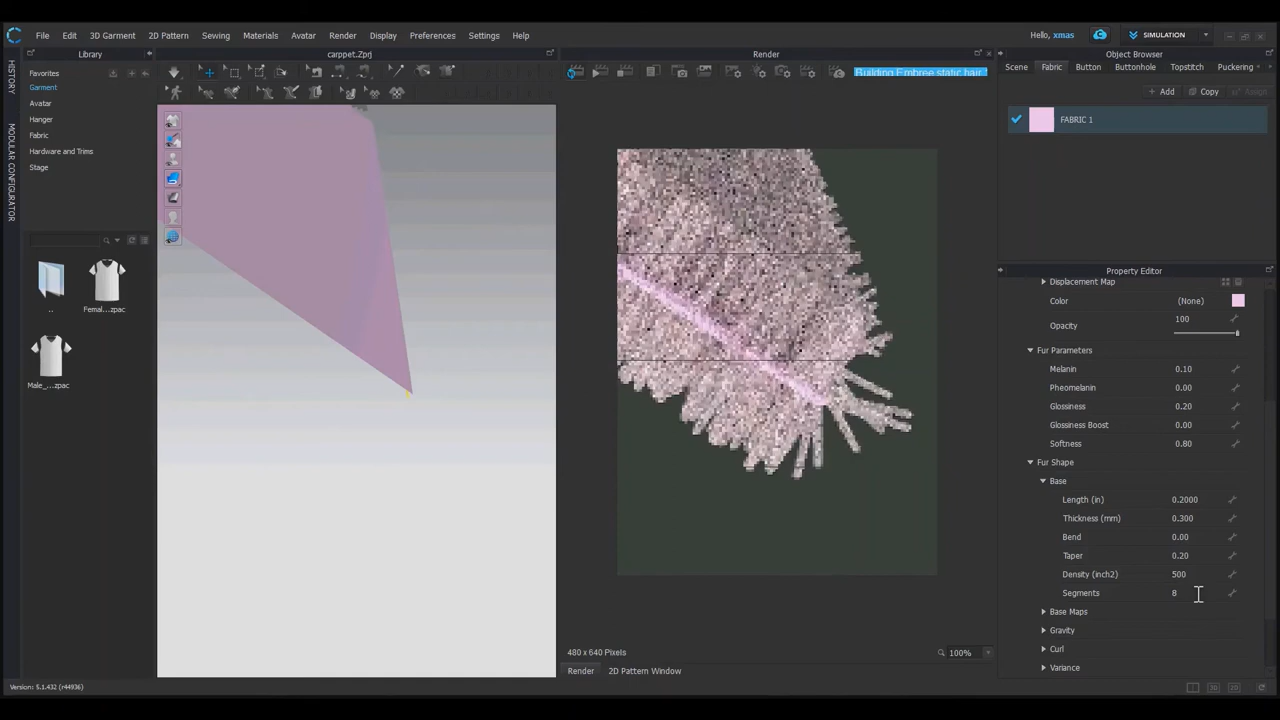 File Edit 3D Garment 2D Pattern Sewing Materials Avatar Render Display Preferences Settings Help
Hello, xmas SIMULATION
Library
carppet.Zprj
Render
Object Browser
HISTORY
MODULAR CONFIGURATOR
Favorites
Garment
Avatar
Hanger
Fabric
Hardware and Trims
Stage
..
Femal...zpac
Male_...zpac
Building Embree static hair
Scene Fabric Button Buttonhole Topstitch Puckering
+ Add Copy Assign
FABRIC 1
Property Editor
Displacement Map
Color (None)
Opacity 100
Fur Parameters
Melanin 0.10
Pheomelanin 0.00
Glossiness 0.20
Glossiness Boost 0.00
Softness 0.80
Fur Shape
Base
Length (in) 0.2000
Thickness (mm) 0.300
Bend 0.00
Taper 0.20
Density (inch2) 500
Segments 8
Base Maps
Gravity
Curl
Variance
480 x 640 Pixels
100%
Render 2D Pattern Window
Version: 5.1.432 (r44936)
3D 2D